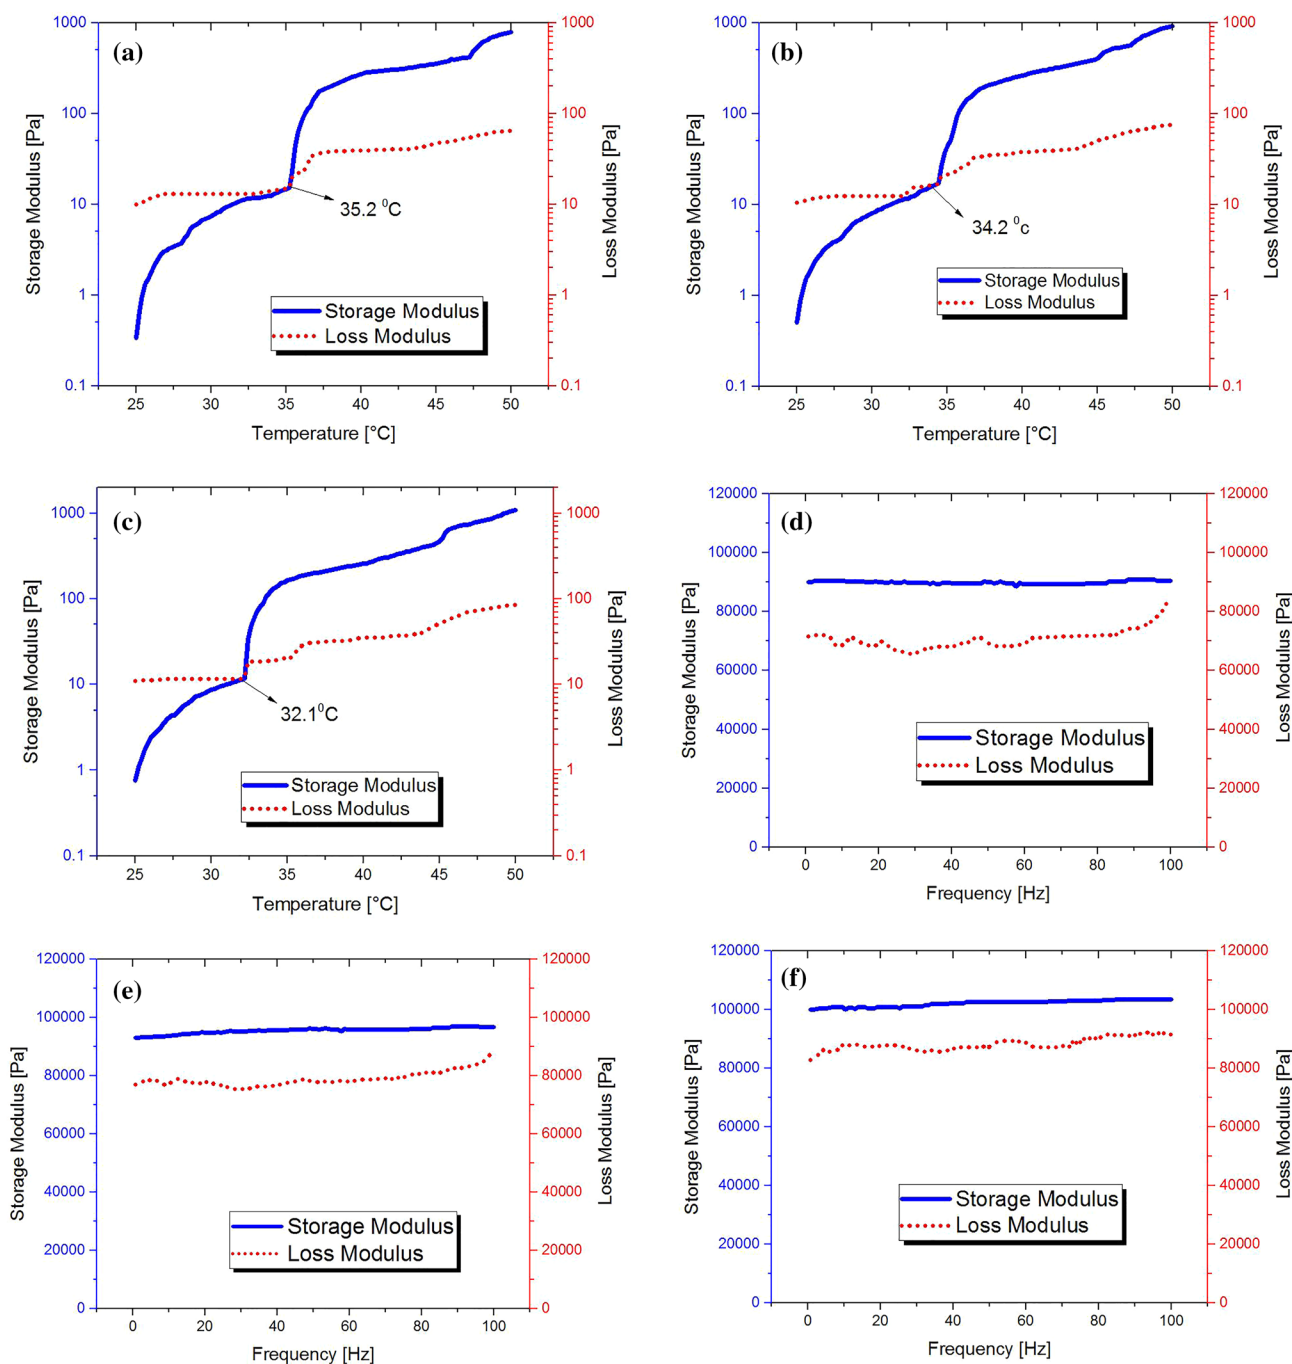 (a)
Storage Modulus [Pa]
1000
100
10
1
0.1
1000
100
10
1
0.1
Loss Modulus [Pa]
35.2 ⁰C
Storage Modulus
Loss Modulus
25 30 35 40 45 50
Temperature [°C]
(b)
Storage Modulus [Pa]
1000
100
10
1
0.1
1000
100
10
1
0.1
Loss Modulus [Pa]
34.2 ⁰c
Storage Modulus
Loss Modulus
25 30 35 40 45 50
Temperature [°C]
(c)
Storage Modulus [Pa]
1000
100
10
1
0.1
1000
100
10
1
0.1
Loss Modulus [Pa]
32.1⁰C
Storage Modulus
Loss Modulus
25 30 35 40 45 50
Temperature [°C]
(d)
Storage Modulus [Pa]
120000
100000
80000
60000
40000
20000
0
120000
100000
80000
60000
40000
20000
0
Loss Modulus [Pa]
Storage Modulus
Loss Modulus
0 20 40 60 80 100
Frequency [Hz]
(e)
Storage Modulus [Pa]
120000
100000
80000
60000
40000
20000
0
120000
100000
80000
60000
40000
20000
0
Loss Modulus [Pa]
Storage Modulus
Loss Modulus
0 20 40 60 80 100
Frequency [Hz]
(f)
Storage Modulus [Pa]
120000
100000
80000
60000
40000
20000
0
120000
100000
80000
60000
40000
20000
0
Loss Modulus [Pa]
Storage Modulus
Loss Modulus
0 20 40 60 80 100
Frequency [Hz]